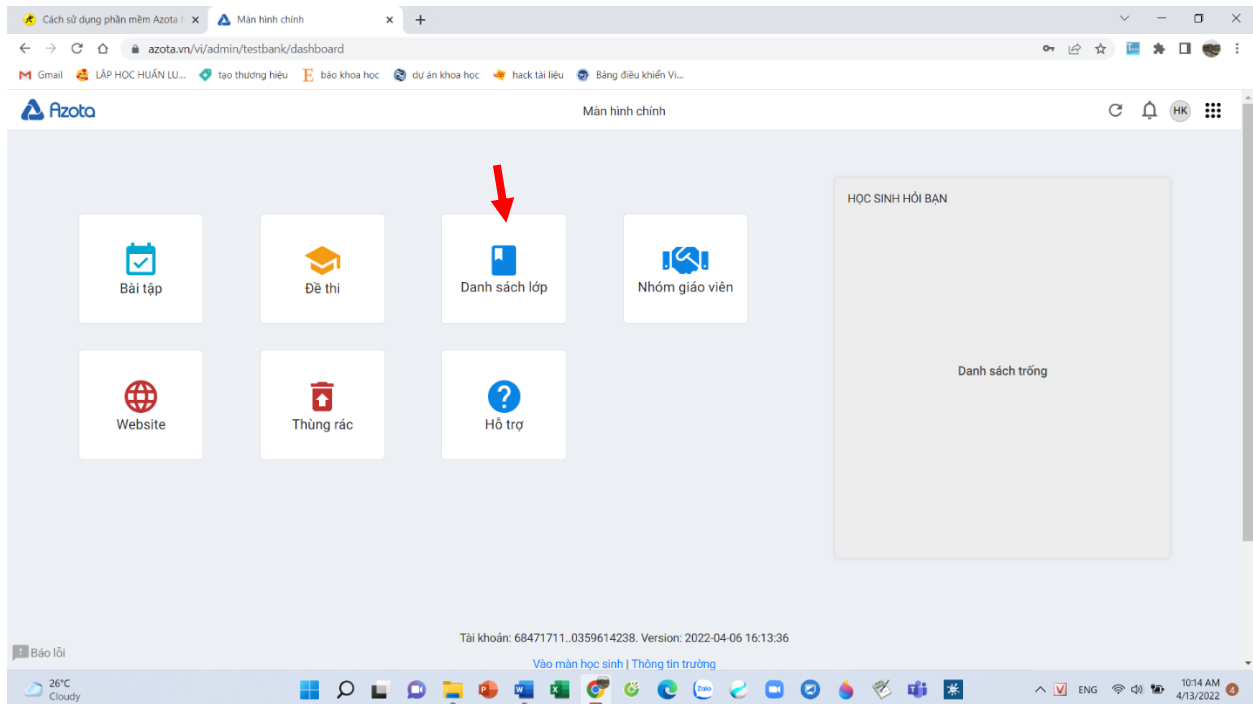 Cách sử dụng phần mềm Azota
Màn hình chính
azota.vn/vi/admin/testbank/dashboard
Gmail
LỚP HỌC HUẤN LU...
tạo thương hiệu
báo khoa học
dự án khoa học
hack tài liệu
Bảng điều khiển Vi...
Azota
Màn hình chính
HK
HỌC SINH HỎI BẠN
Bài tập
Đề thi
Danh sách lớp
Nhóm giáo viên
Danh sách trống
Website
Thùng rác
Hỗ trợ
Tài khoản: 68471711..0359614238. Version: 2022-04-06 16:13:36
Báo lỗi
Vào màn học sinh | Thông tin trường
26°C
Cloudy
Zalo
V
ENG
10:14 AM
4/13/2022
4